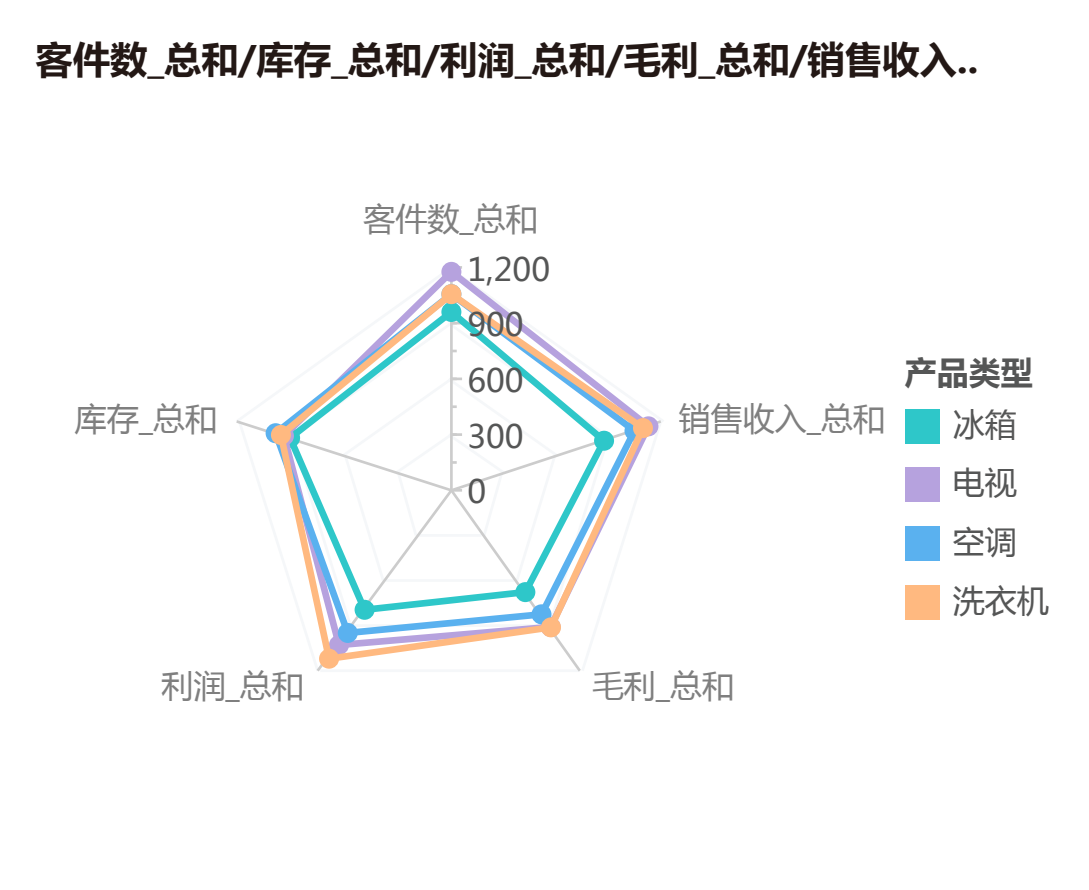 客件数_总和/库存_总和/利润_总和/毛利_总和/销售收入..
客件数_总和
1,200
900
600
300
0
库存_总和
销售收入_总和
利润_总和
毛利_总和
产品类型
冰箱
电视
空调
洗衣机